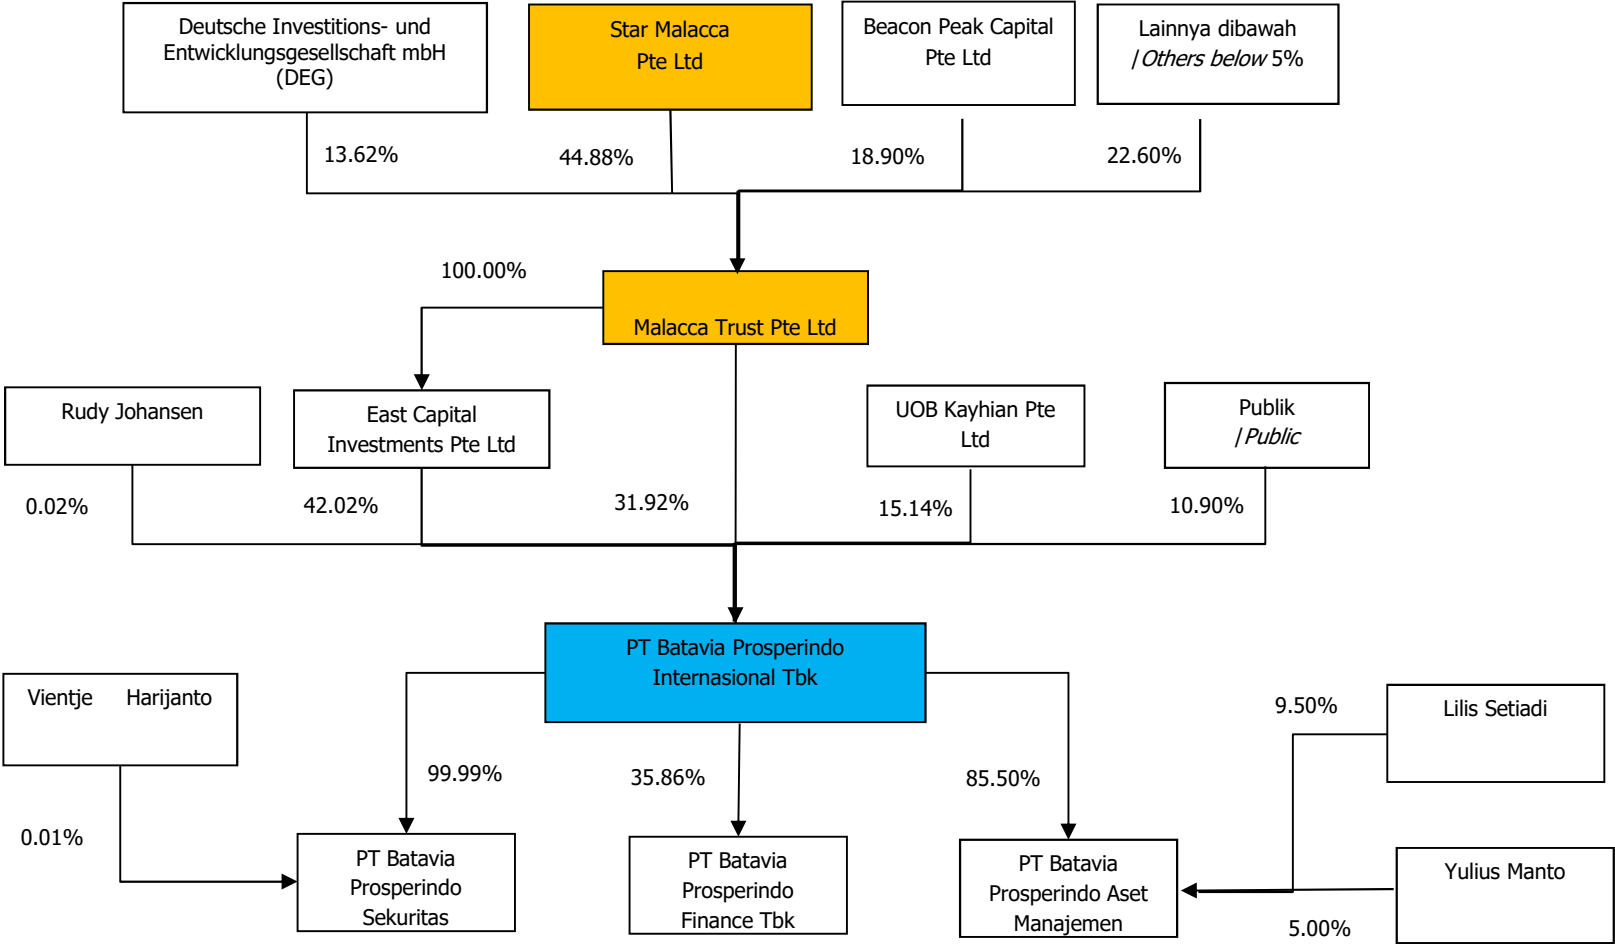 Deutsche Investitions- und
Entwicklungsgesellschaft mbH
(DEG)
Star Malacca
Pte Ltd
Beacon Peak Capital
Pte Ltd
Lainnya dibawah
/Others below 5%
13.62%
44.88%
18.90%
22.60%
100.00%
Malacca Trust Pte Ltd
Rudy Johansen
East Capital
Investments Pte Ltd
UOB Kayhian Pte
Ltd
Publik
/Public
0.02%
42.02%
31.92%
15.14%
10.90%
PT Batavia Prosperindo
Internasional Tbk
Vientje Harijanto
Lilis Setiadi
9.50%
99.99%
35.86%
85.50%
0.01%
PT Batavia
Prosperindo
Sekuritas
PT Batavia
Prosperindo
Finance Tbk
PT Batavia
Prosperindo Aset
Manajemen
Yulius Manto
5.00%